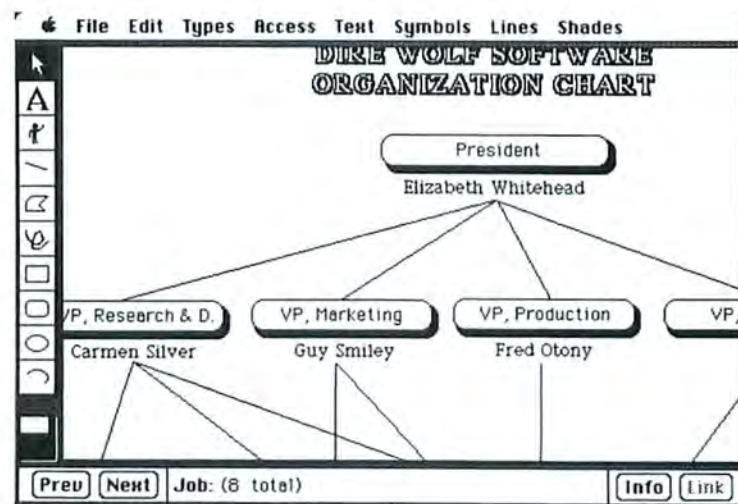 File Edit Types Access Text Symbols Lines Shades
DIRE WOLF SOFTWARE
ORGANIZATION CHART
A
President
Elizabeth Whitehead
VP, Research & D.
VP, Marketing
VP, Production
VP,
Carmen Silver
Guy Smiley
Fred Otony
Prev Next Job: (8 total) Info Link